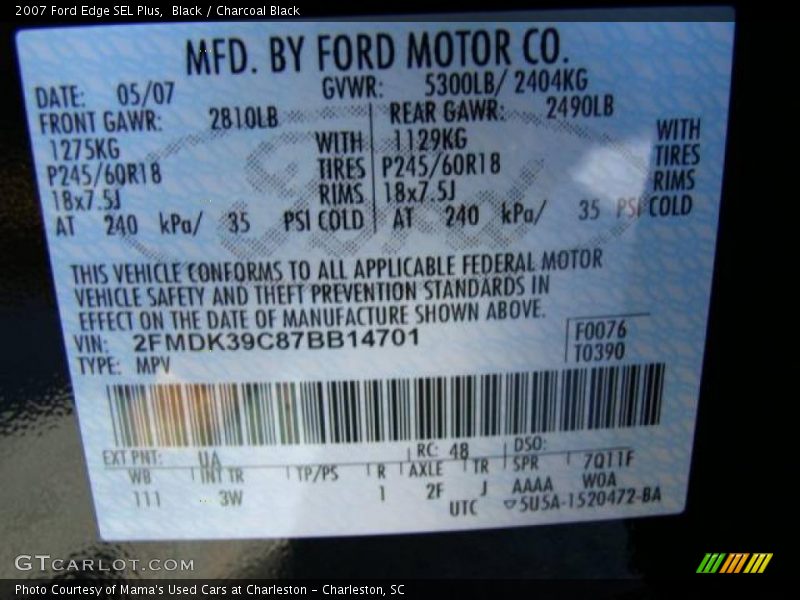 2007 Ford Edge SEL Plus, Black / Charcoal Black
MFD. BY FORD MOTOR CO.
DATE: 05/07 GVWR: 5300LB/ 2404KG
FRONT GAWR: 2810LB REAR GAWR: 2490LB
1275KG WITH 1129KG WITH
P245/60R18 TIRES P245/60R18 TIRES
18x7.5J RIMS 18x7.5J RIMS
AT 240 kPa/ 35 PSI COLD AT 240 kPa/ 35 PSI COLD
THIS VEHICLE CONFORMS TO ALL APPLICABLE FEDERAL MOTOR
VEHICLE SAFETY AND THEFT PREVENTION STANDARDS IN
EFFECT ON THE DATE OF MANUFACTURE SHOWN ABOVE.
VIN: 2FMDK39C87BB14701 F0076
TYPE: MPV T0390
EXT PNT: UA RC: 48 DSO:
WB INT TR TP/PS R AXLE TR SPR 7Q11F
111 3W 1 2F J AAAA WOA
UTC 5U5A-1520472-BA
Ford
GTCARLOT.COM
Photo Courtesy of Mama's Used Cars at Charleston - Charleston, SC